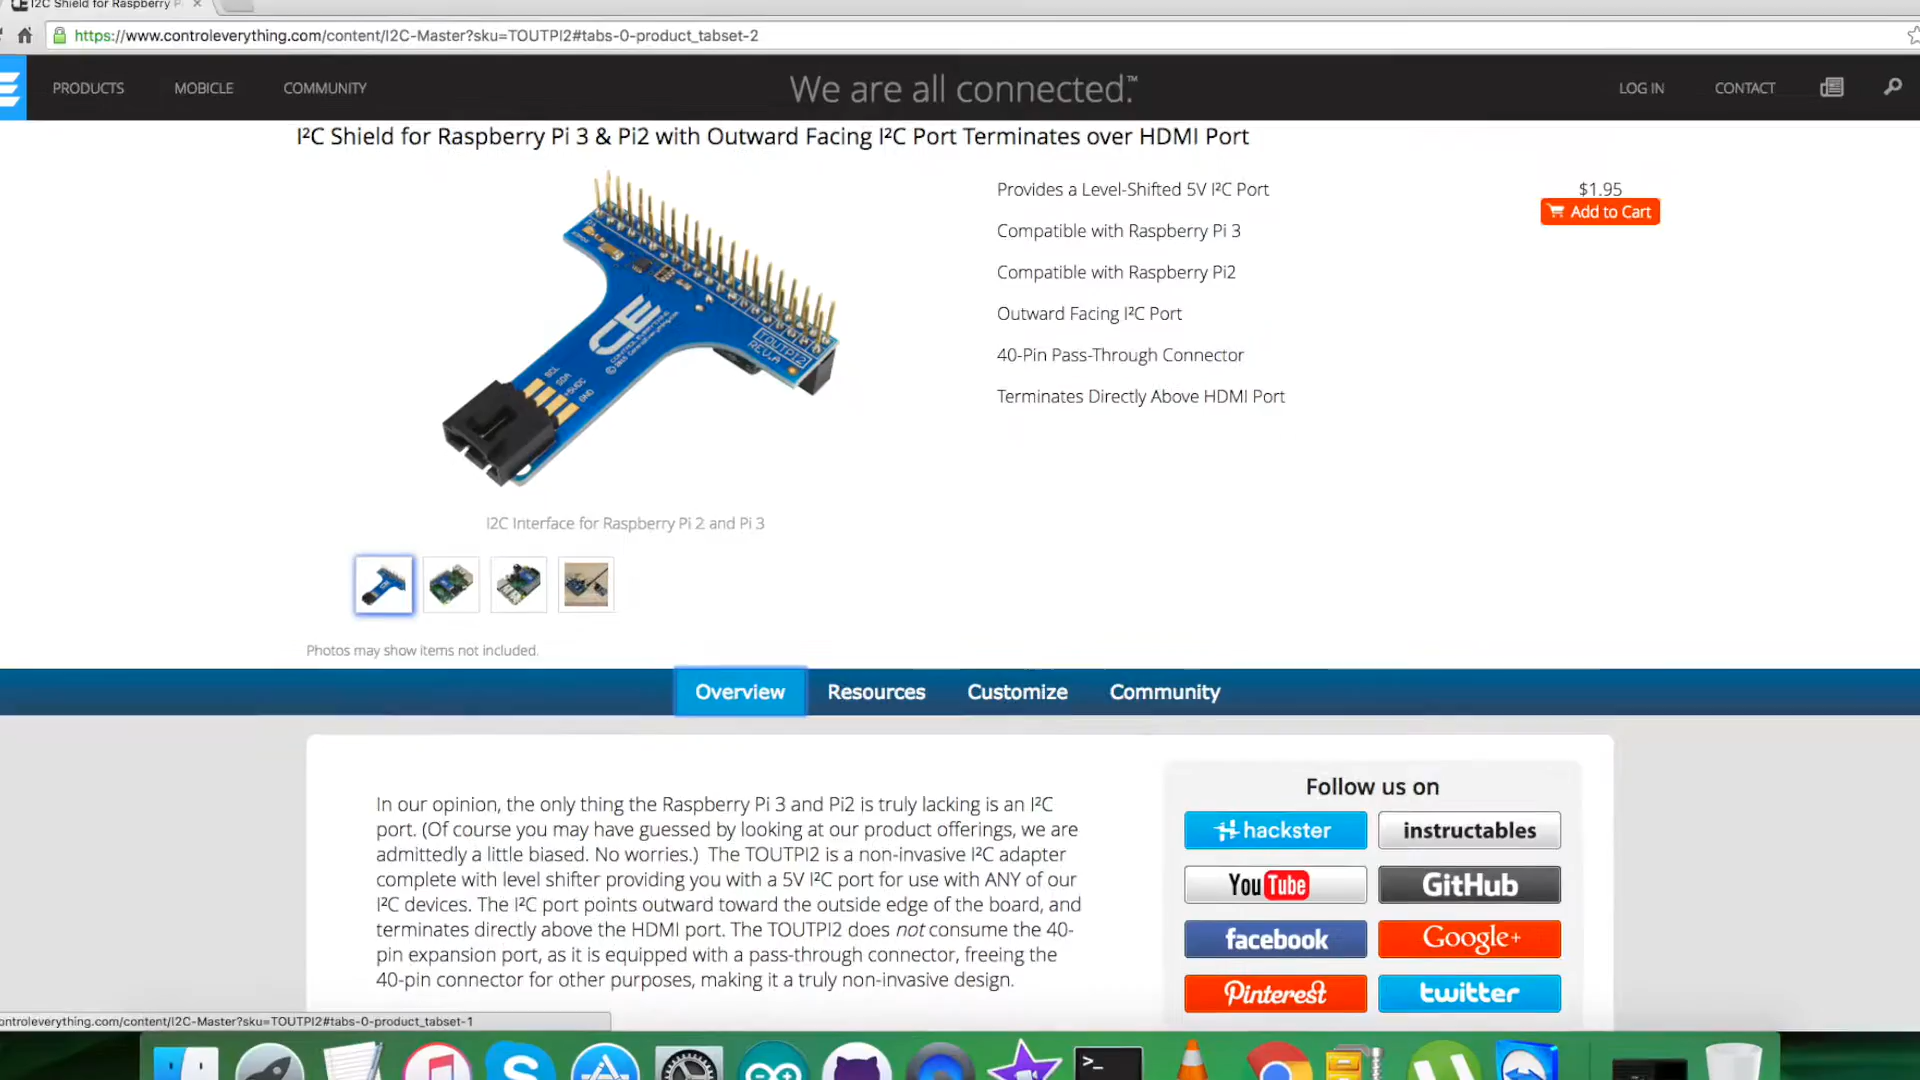 I2C Shield for Raspberry P
https://www.controleverything.com/content/I2C-Master?sku=TOUTPI2#tabs-0-product_tabset-2
PRODUCTS
MOBICLE
COMMUNITY
We are all connected.™
LOG IN
CONTACT
I²C Shield for Raspberry Pi 3 & Pi2 with Outward Facing I²C Port Terminates over HDMI Port
Provides a Level-Shifted 5V I²C Port
Compatible with Raspberry Pi 3
Compatible with Raspberry Pi2
Outward Facing I²C Port
40-Pin Pass-Through Connector
Terminates Directly Above HDMI Port
$1.95
Add to Cart
CE
TOUTPI2
REV.A
SCL
SDA
+5VDC
GND
I2C Interface for Raspberry Pi 2 and Pi 3
Photos may show items not included.
Overview
Resources
Customize
Community
In our opinion, the only thing the Raspberry Pi 3 and Pi2 is truly lacking is an I²C
port. (Of course you may have guessed by looking at our product offerings, we are
admittedly a little biased. No worries.) The TOUTPI2 is a non-invasive I²C adapter
complete with level shifter providing you with a 5V I²C port for use with ANY of our
I²C devices. The I²C port points outward toward the outside edge of the board, and
terminates directly above the HDMI port. The TOUTPI2 does not consume the 40-
pin expansion port, as it is equipped with a pass-through connector, freeing the
40-pin connector for other purposes, making it a truly non-invasive design.
Follow us on
hackster
instructables
YouTube
GitHub
facebook
Google+
Pinterest
twitter
ontroleverything.com/content/I2C-Master?sku=TOUTPI2#tabs-0-product_tabset-1